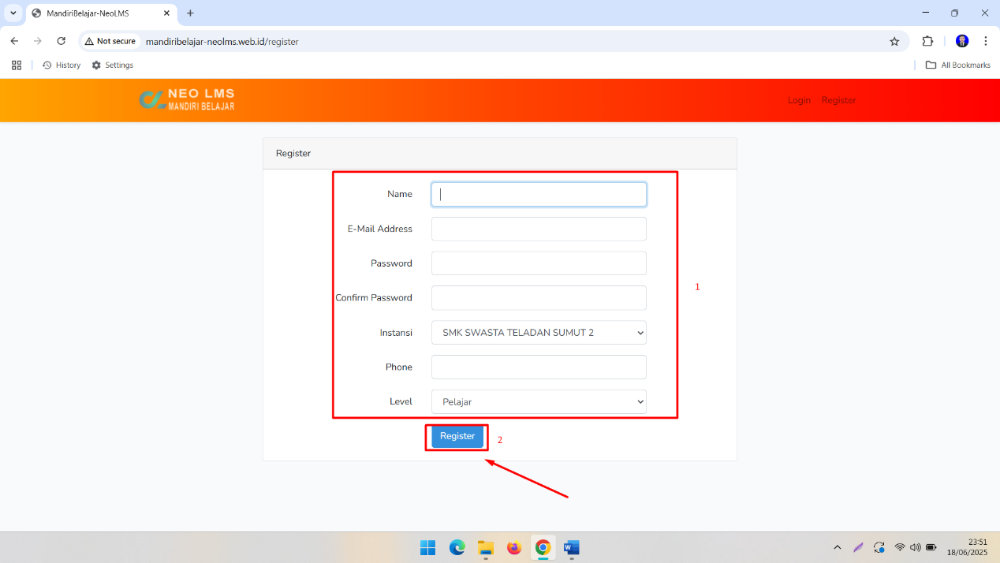 MandiriBelajar-NeoLMS
Not secure
mandiribelajar-neolms.web.id/register
History
Settings
All Bookmarks
NEO LMS
MANDIRI BELAJAR
Login
Register
Register
Name
E-Mail Address
Password
Confirm Password
Instansi
SMK SWASTA TELADAN SUMUT 2
Phone
Level
Pelajar
1
Register
2
23:51
18/06/2025